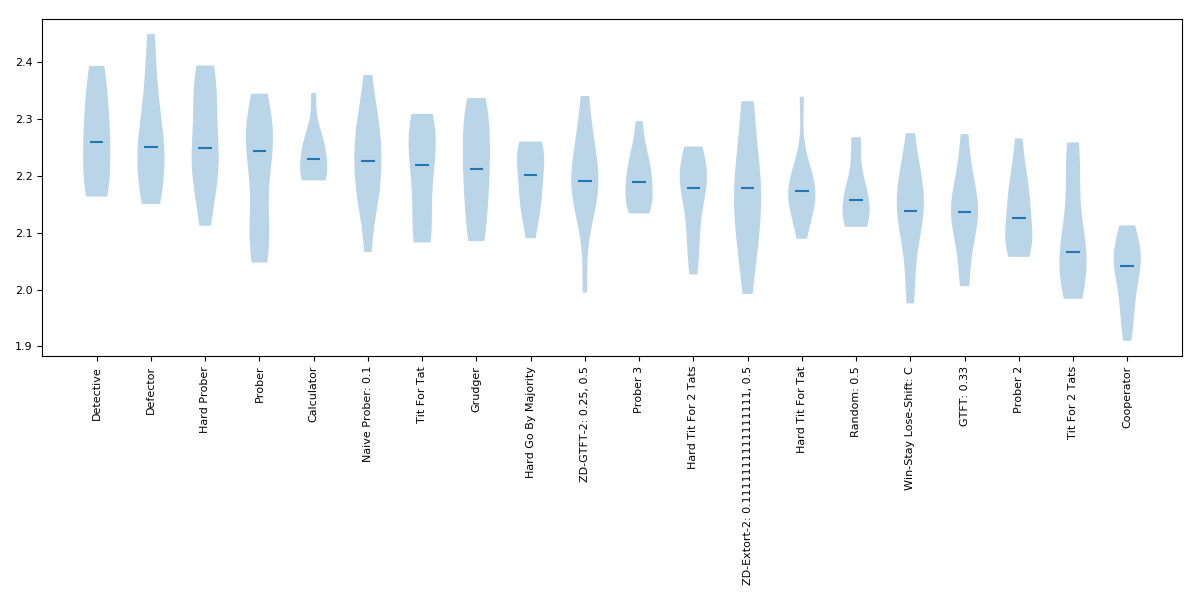 2.4
2.3
2.2
2.1
2.0
1.9
Detective
Defector
Hard Prober
Prober
Calculator
Naive Prober: 0.1
Tit For Tat
Grudger
Hard Go By Majority
ZD-GTFT-2: 0.25, 0.5
Prober 3
Hard Tit For 2 Tats
ZD-Extort-2: 0.1111111111111111, 0.5
Hard Tit For Tat
Random: 0.5
Win-Stay Lose-Shift: C
GTFT: 0.33
Prober 2
Tit For 2 Tats
Cooperator